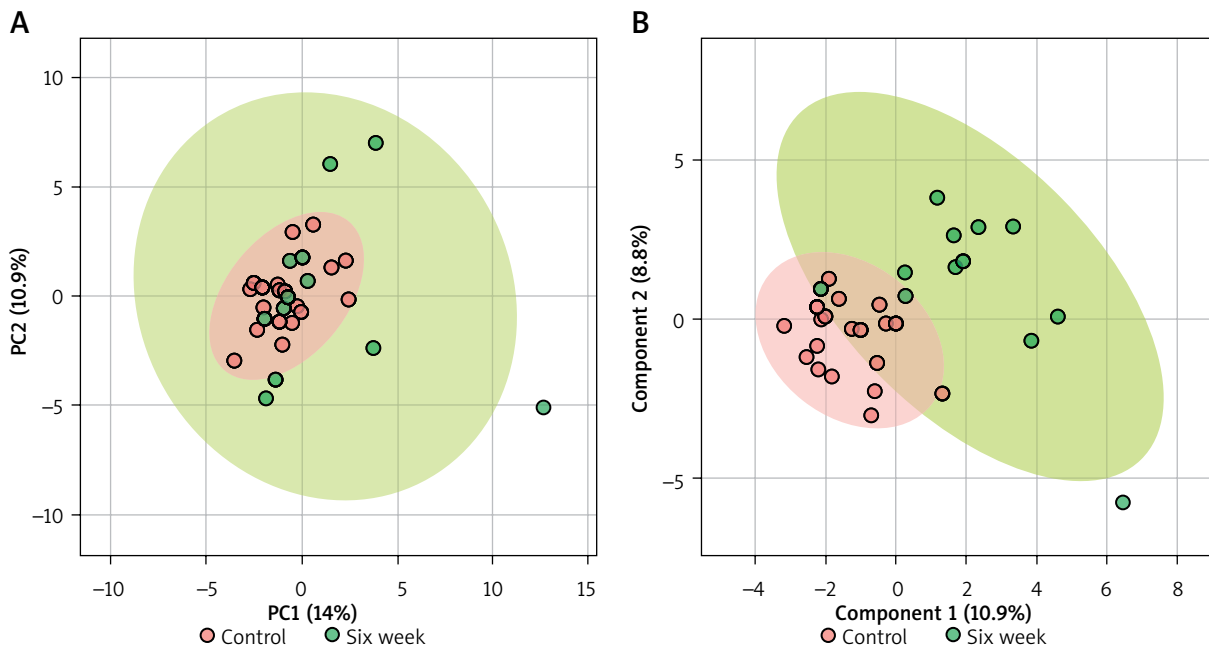 A
10
5
0
−5
−10
PC2 (10.9%)
−10 −5 0 5 10 15
PC1 (14%)
Control Six week
B
5
0
−5
Component 2 (8.8%)
−4 −2 0 2 4 6 8
Component 1 (10.9%)
Control Six week